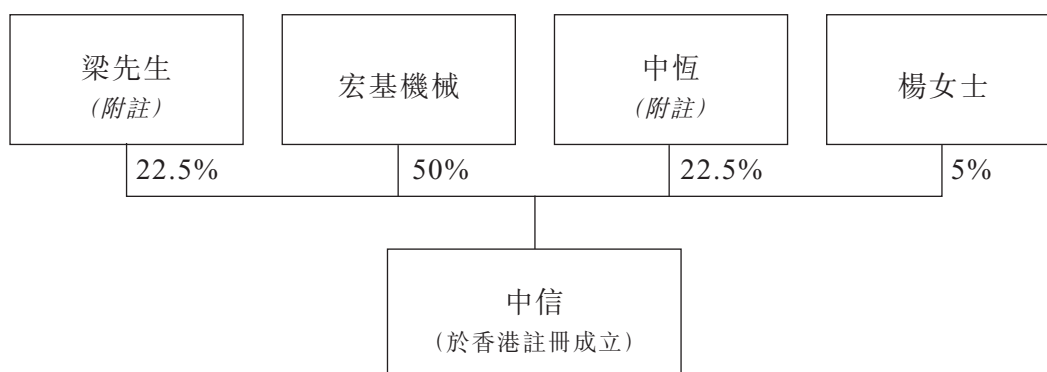 梁先生
(附註)
宏基機械
中恆
(附註)
楊女士
22.5%
50%
22.5%
5%
中信
(於香港註冊成立)